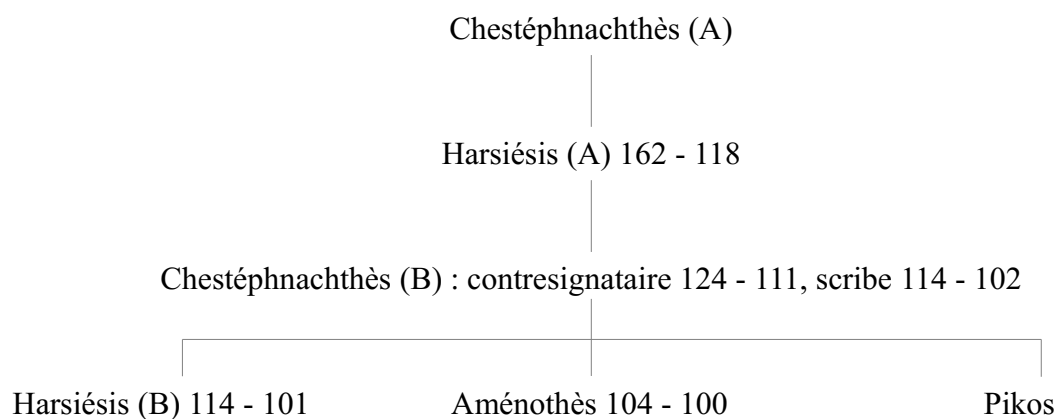 Chestéphnachthès (A)
Harsiésis (A) 162 - 118
Chestéphnachthès (B) : contresignataire 124 - 111, scribe 114 - 102
Harsiésis (B) 114 - 101 Aménothès 104 - 100 Pikos